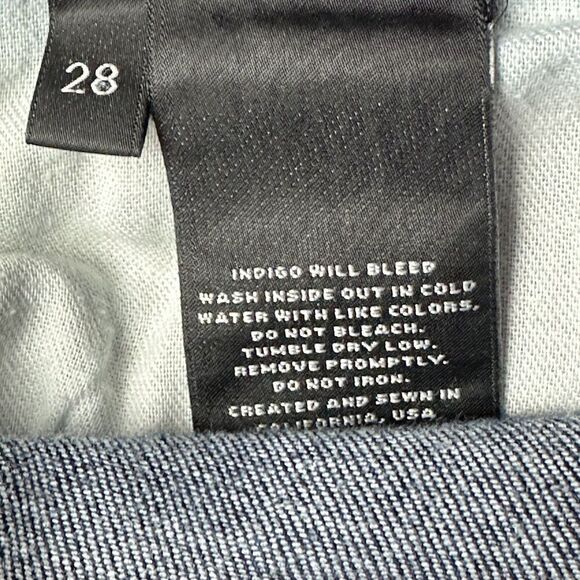 28
INDIGO WILL BLEED
WASH INSIDE OUT IN COLD
WATER WITH LIKE COLORS.
DO NOT BLEACH.
TUMBLE DRY LOW.
REMOVE PROMPTLY.
DO NOT IRON.
CREATED AND SEWN IN
CALIFORNIA, USA